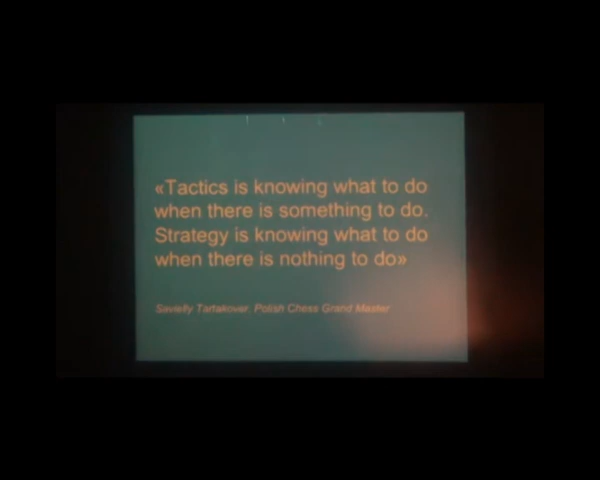 «Tactics is knowing what to do
when there is something to do.
Strategy is knowing what to do
when there is nothing to do»
Savielly Tartakover, Polish Chess Grand Master